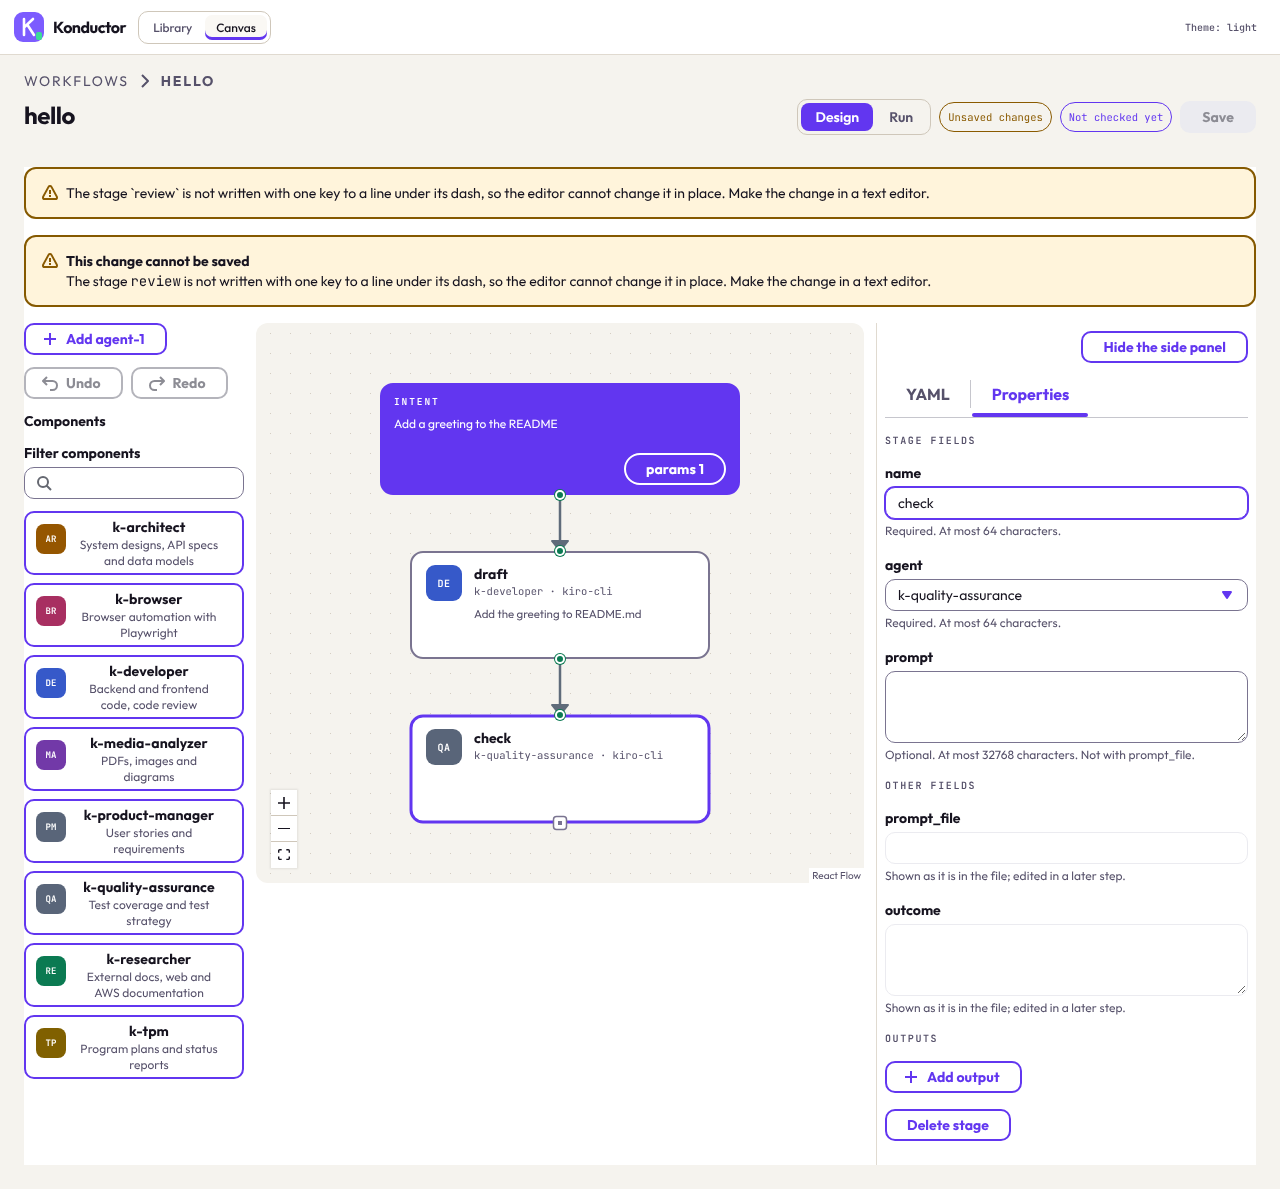 Konductor
Library
Canvas
Theme: light
WORKFLOWS > HELLO
hello
Design
Run
Unsaved changes
Not checked yet
Save
The stage `review` is not written with one key to a line under its dash, so the editor cannot change it in place. Make the change in a text editor.
This change cannot be saved
The stage review is not written with one key to a line under its dash, so the editor cannot change it in place. Make the change in a text editor.
Add agent-1
Undo
Redo
Components
Filter components
AR
k-architect
System designs, API specs
and data models
BR
k-browser
Browser automation with
Playwright
DE
k-developer
Backend and frontend
code, code review
MA
k-media-analyzer
PDFs, images and
diagrams
PM
k-product-manager
User stories and
requirements
QA
k-quality-assurance
Test coverage and test
strategy
RE
k-researcher
External docs, web and
AWS documentation
TP
k-tpm
Program plans and status
reports
INTENT
Add a greeting to the README
params 1
DE
draft
k-developer · kiro-cli
Add the greeting to README.md
QA
check
k-quality-assurance · kiro-cli
React Flow
Hide the side panel
YAML
Properties
STAGE FIELDS
name
check
Required. At most 64 characters.
agent
k-quality-assurance
Required. At most 64 characters.
prompt
Optional. At most 32768 characters. Not with prompt_file.
OTHER FIELDS
prompt_file
Shown as it is in the file; edited in a later step.
outcome
Shown as it is in the file; edited in a later step.
OUTPUTS
Add output
Delete stage